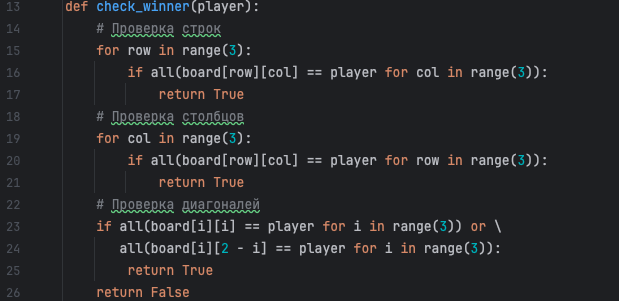 13 def check_winner(player):
14     # Проверка строк
15     for row in range(3):
16         if all(board[row][col] == player for col in range(3)):
17             return True
18     # Проверка столбцов
19     for col in range(3):
20         if all(board[row][col] == player for row in range(3)):
21             return True
22     # Проверка диагоналей
23     if all(board[i][i] == player for i in range(3)) or \
24        all(board[i][2 - i] == player for i in range(3)):
25         return True
26     return False